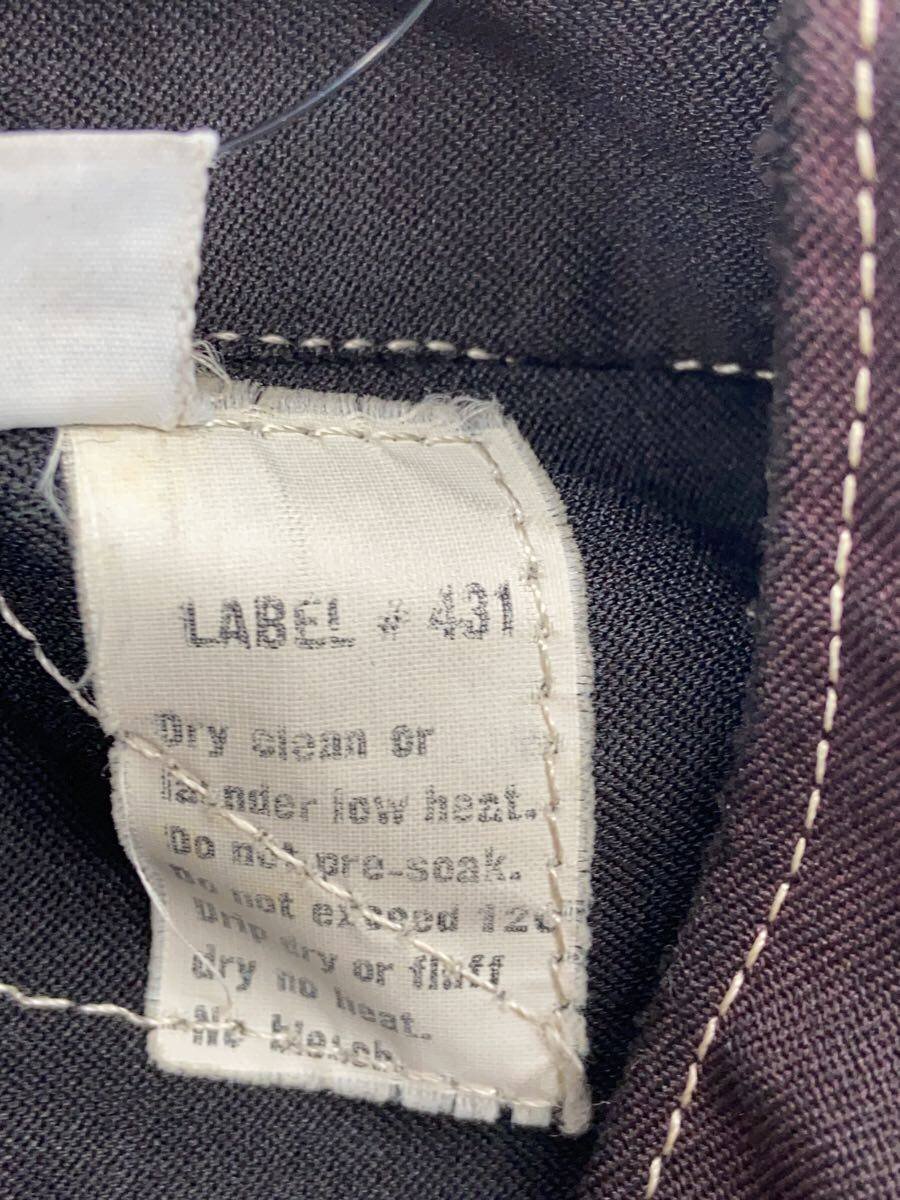 LABEL # 431
Dry clean or
launder low heat.
Do not pre-soak.
Do not exceed 120°
Drip dry or fluff
dry no heat.
No bleach.